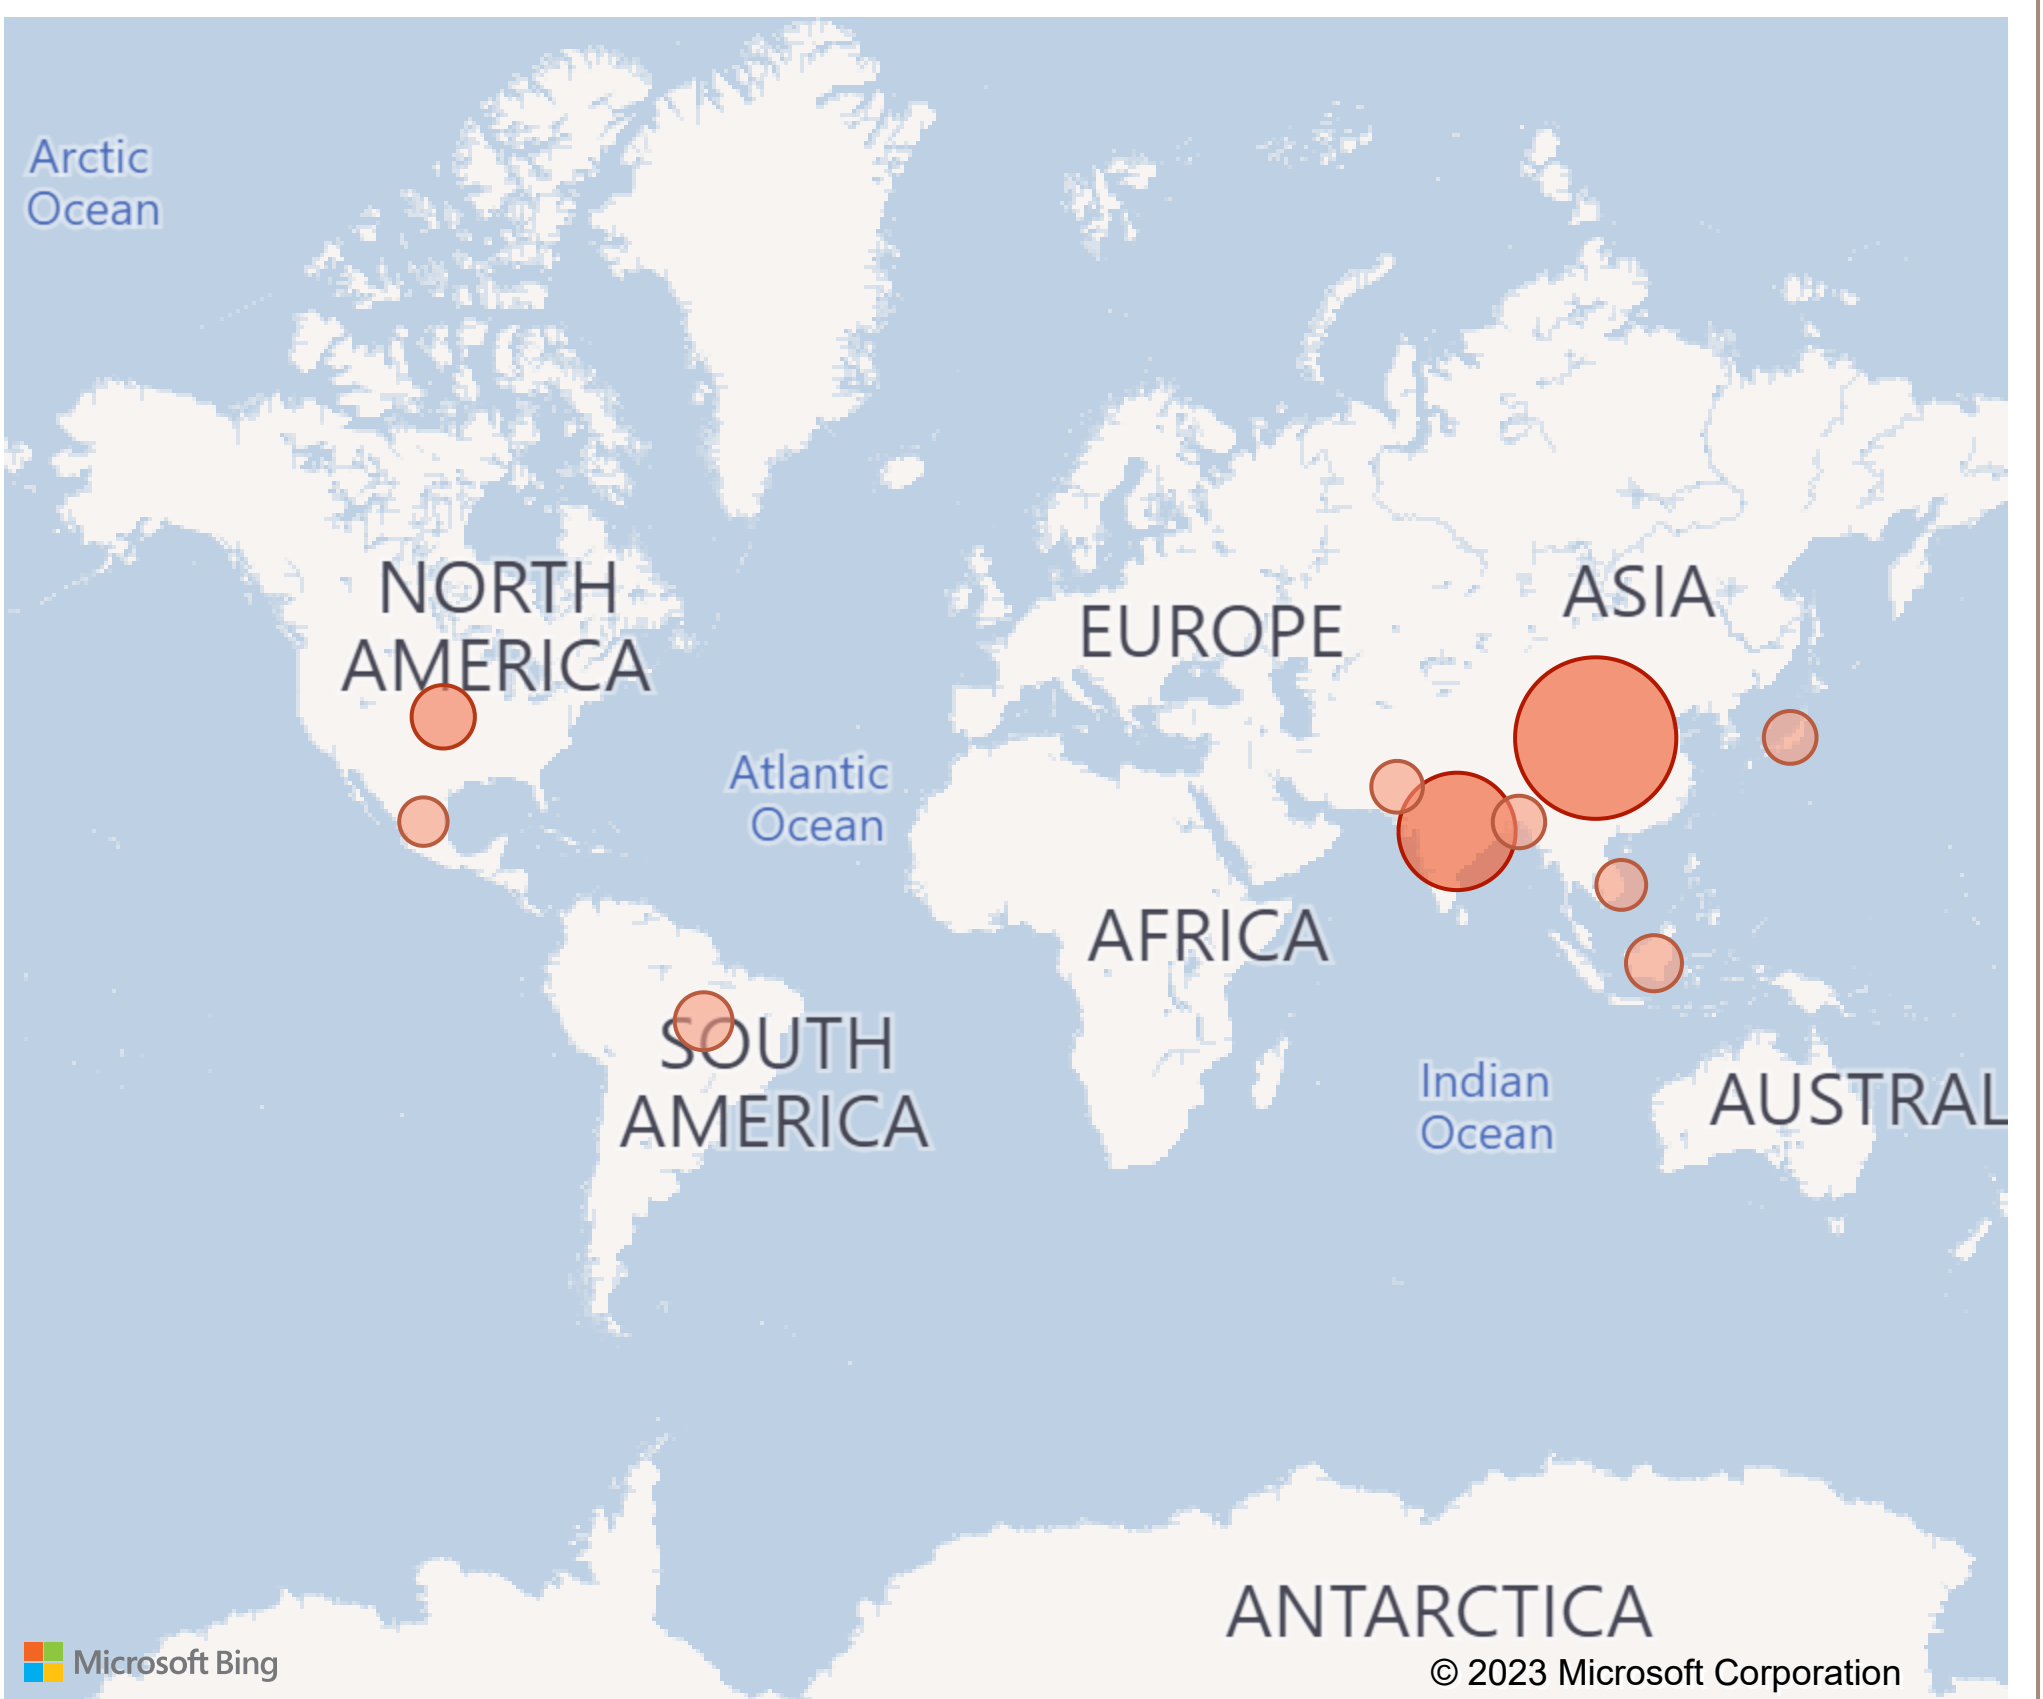 Arctic
Ocean
NORTH
AMERICA
EUROPE
ASIA
Atlantic
Ocean
AFRICA
SOUTH
AMERICA
Indian
Ocean
AUSTRAL
ANTARCTICA
Microsoft Bing
© 2023 Microsoft Corporation